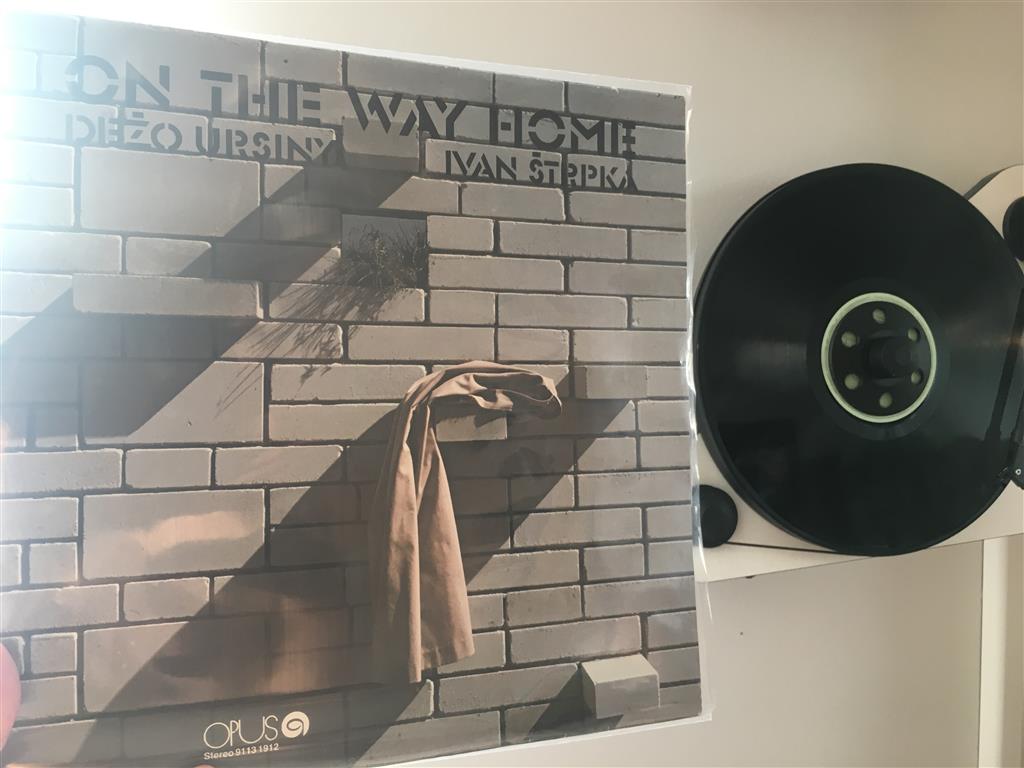 ON THE WAY HOME
DEŽO URSINY
IVAN ŠTRPKA
OPUS
Stereo 9113 1912